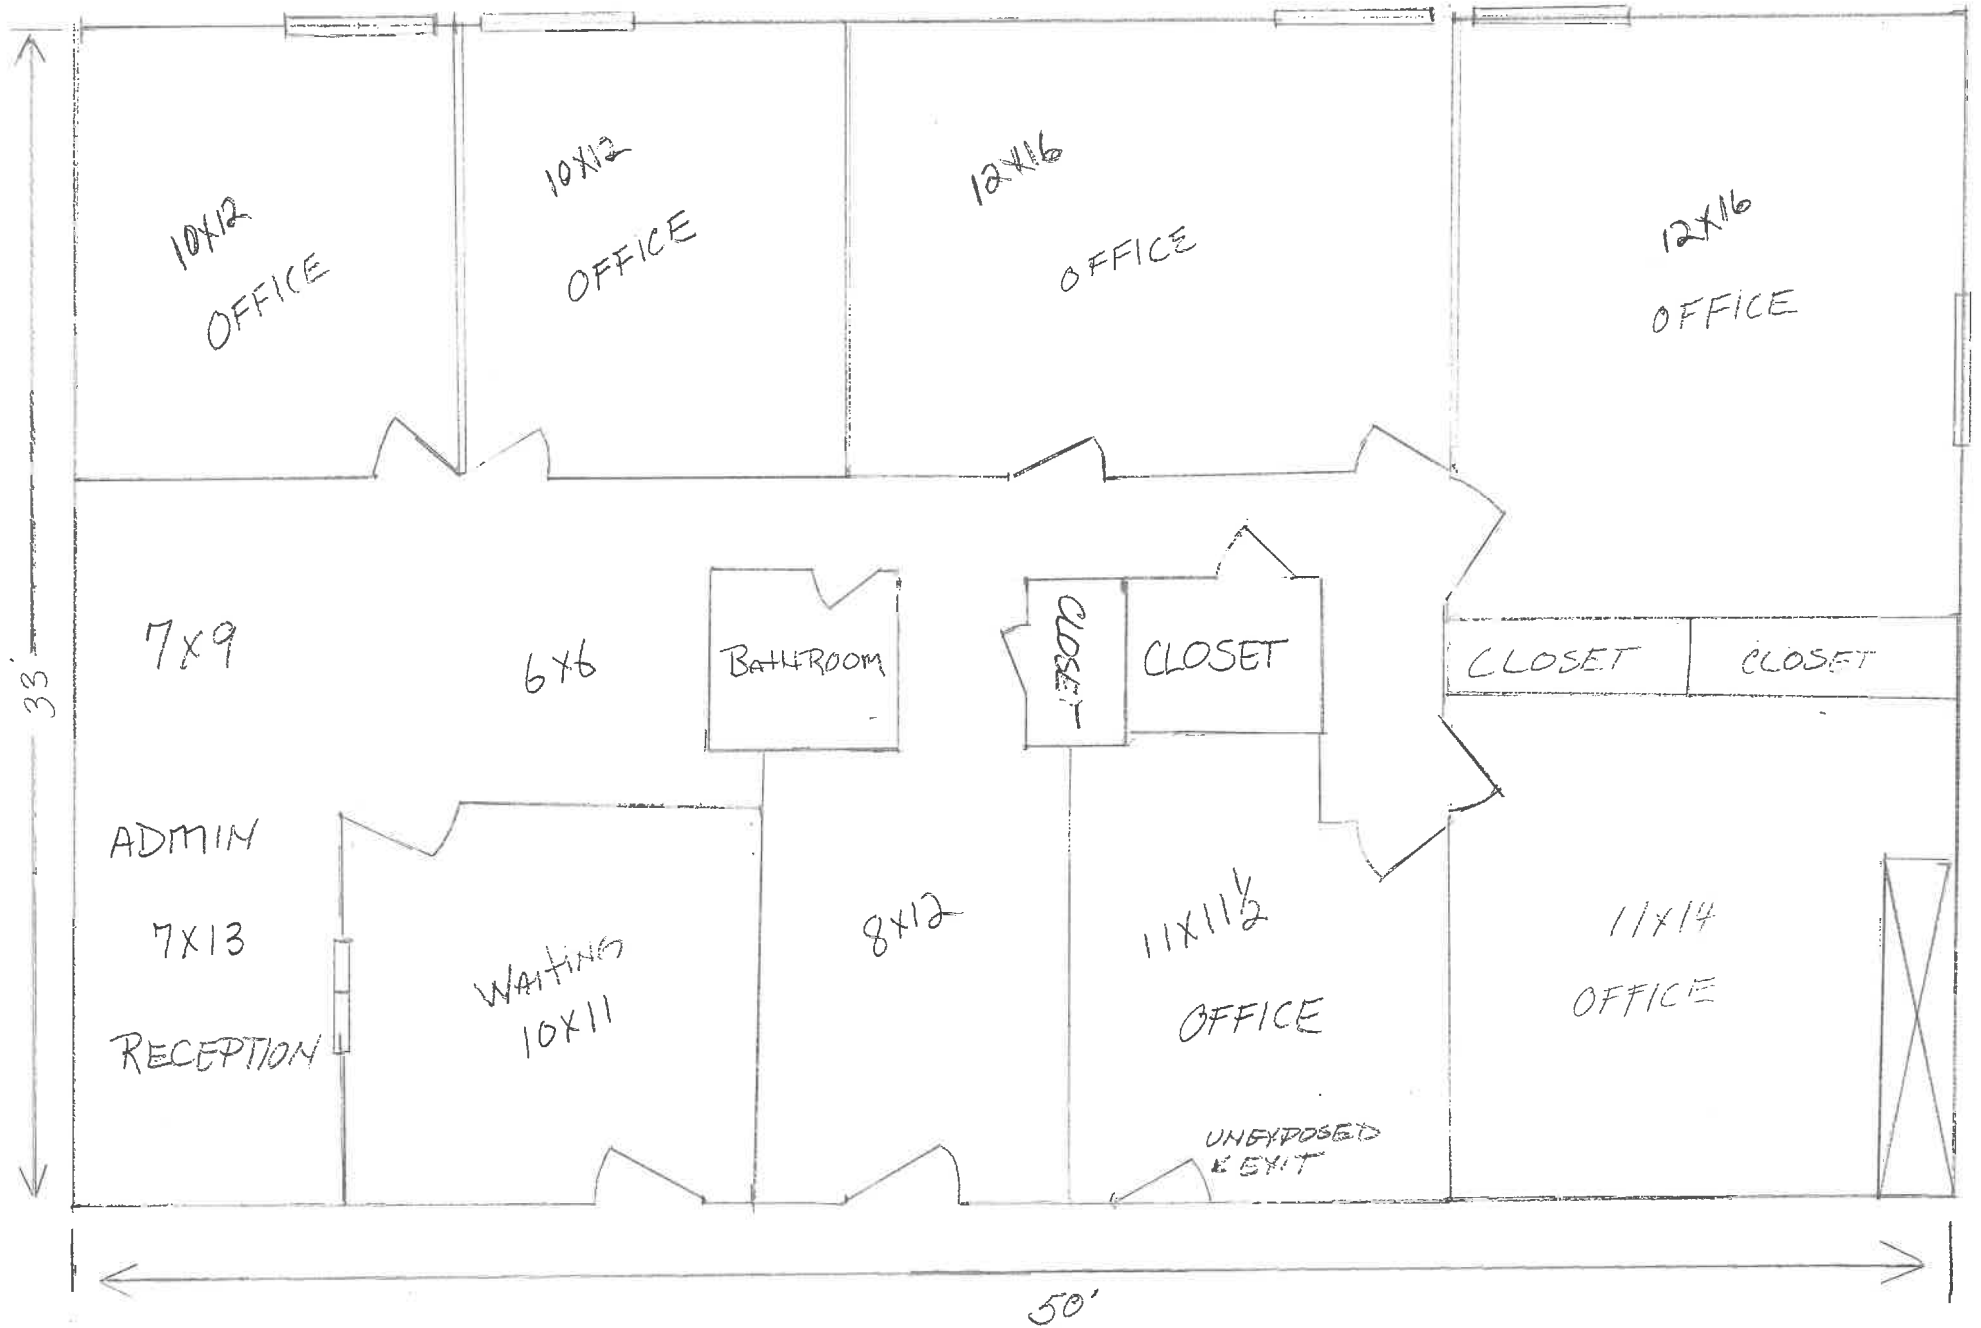 10X12
OFFICE
10X12
OFFICE
12X16
OFFICE
12X16
OFFICE
7X9
6X6
BATHROOM
CLOSET
CLOSET
CLOSET
CLOSET
33'
ADMIN
7X13
RECEPTION
WAITING
10X11
8X12
11X11½
OFFICE
UNEXPOSED
EXIT
11X14
OFFICE
50'